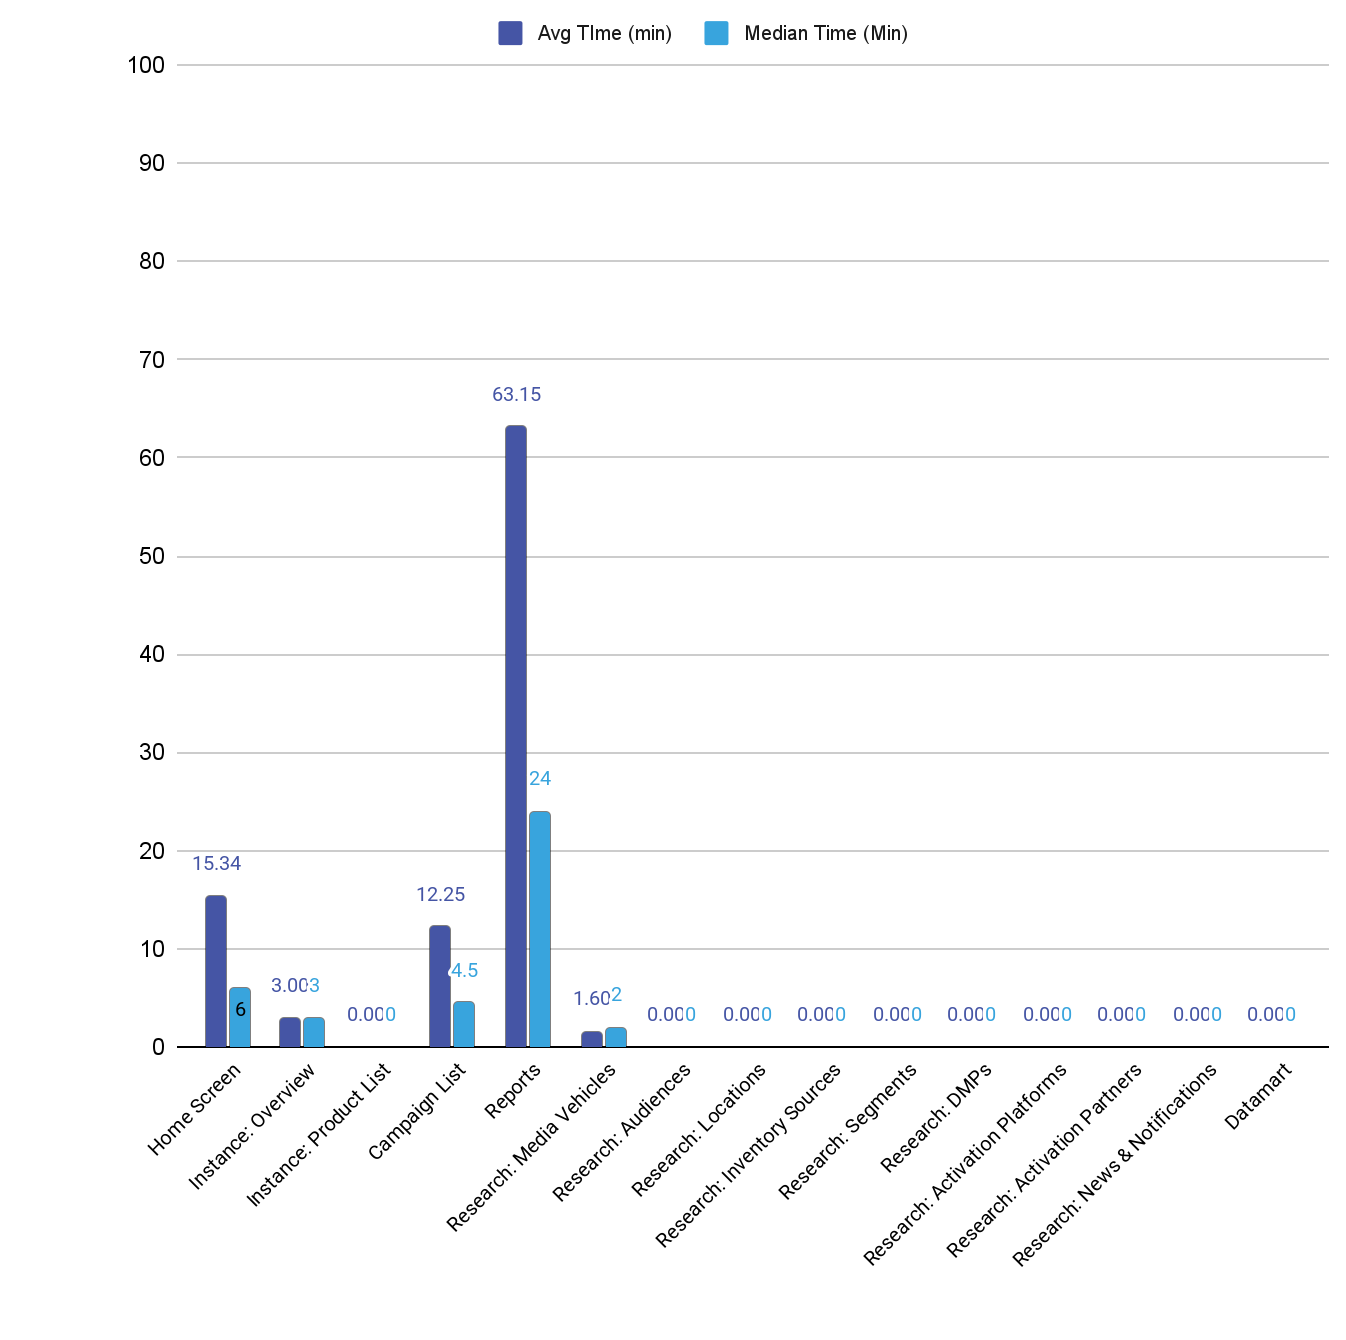 Avg TIme (min) Median Time (Min)
100
90
80
70
63.15
60
50
40
30
24
20
15.34
12.25
10
4.5
3.00 3
1.60 2
6
0.00 0
0.00 0
0.00 0
0.00 0
0.00 0
0.00 0
0.00 0
0.00 0
0.00 0
0.00 0
0
Home Screen
Instance: Overview
Instance: Product List
Campaign List
Reports
Research: Media Vehicles
Research: Audiences
Research: Locations
Research: Inventory Sources
Research: Segments
Research: DMPs
Research: Activation Platforms
Research: Activation Partners
Research: News & Notifications
Datamart